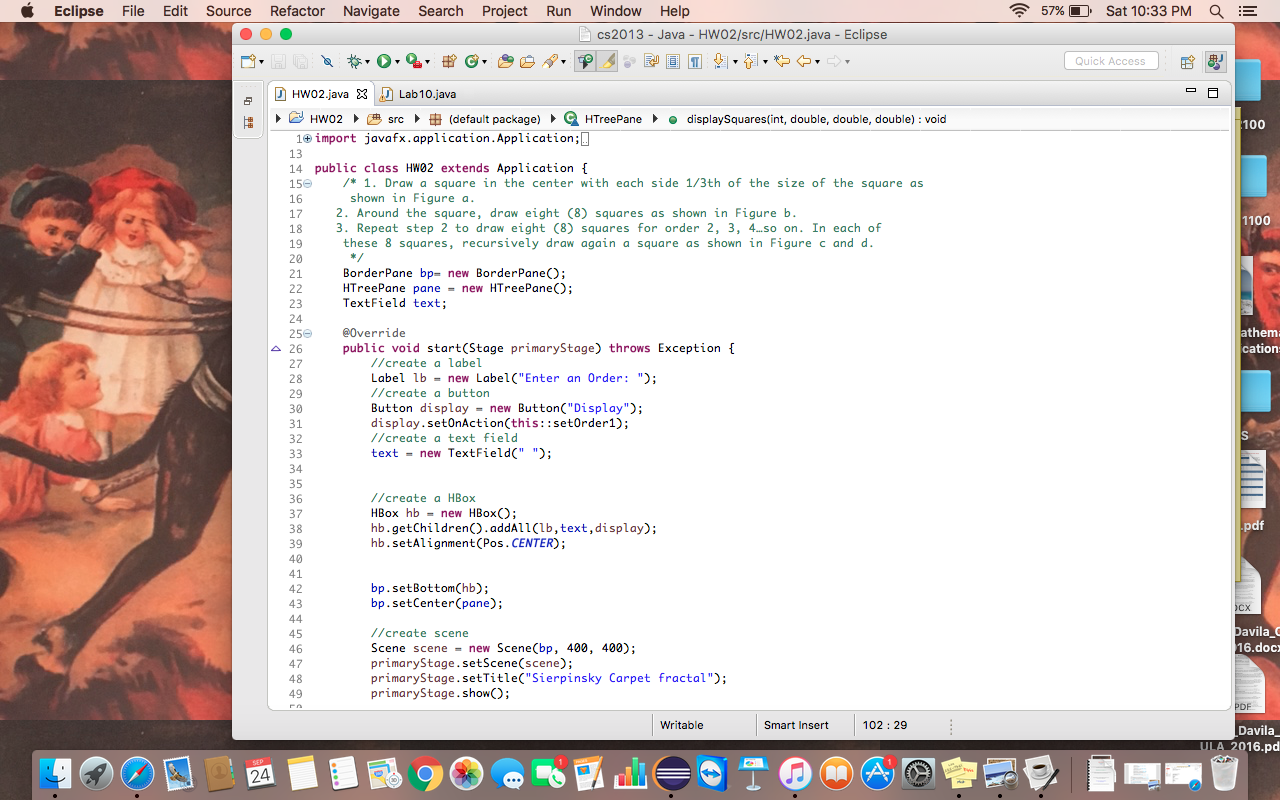 Eclipse File Edit Source Refactor Navigate Search Project Run Window Help 57% Sat 10:33 PM
cs2013 - Java - HW02/src/HW02.java - Eclipse
Quick Access
HW02.java Lab10.java
HW02 src (default package) HTreePane displaySquares(int, double, double, double) : void
1 import javafx.application.Application;
13
14 public class HW02 extends Application {
15 /* 1. Draw a square in the center with each side 1/3th of the size of the square as
16 shown in Figure a.
17 2. Around the square, draw eight (8) squares as shown in Figure b.
18 3. Repeat step 2 to draw eight (8) squares for order 2, 3, 4…so on. In each of
19 these 8 squares, recursively draw again a square as shown in Figure c and d.
20 */
21 BorderPane bp= new BorderPane();
22 HTreePane pane = new HTreePane();
23 TextField text;
24
25 @Override
26 public void start(Stage primaryStage) throws Exception {
27 //create a label
28 Label lb = new Label("Enter an Order: ");
29 //create a button
30 Button display = new Button("Display");
31 display.setOnAction(this::setOrder1);
32 //create a text field
33 text = new TextField(" ");
34
35
36 //create a HBox
37 HBox hb = new HBox();
38 hb.getChildren().addAll(lb,text,display);
39 hb.setAlignment(Pos.CENTER);
40
41
42 bp.setBottom(hb);
43 bp.setCenter(pane);
44
45 //create scene
46 Scene scene = new Scene(bp, 400, 400);
47 primaryStage.setScene(scene);
48 primaryStage.setTitle("Sierpinsky Carpet fractal");
49 primaryStage.show();
Writable Smart Insert 102 : 29
2100
1100
athema
cations
S
.pdf
OCX
Davila_C
016.docx
PDF
_Davila_
ULA_2016.pd
SEP
24
1
1